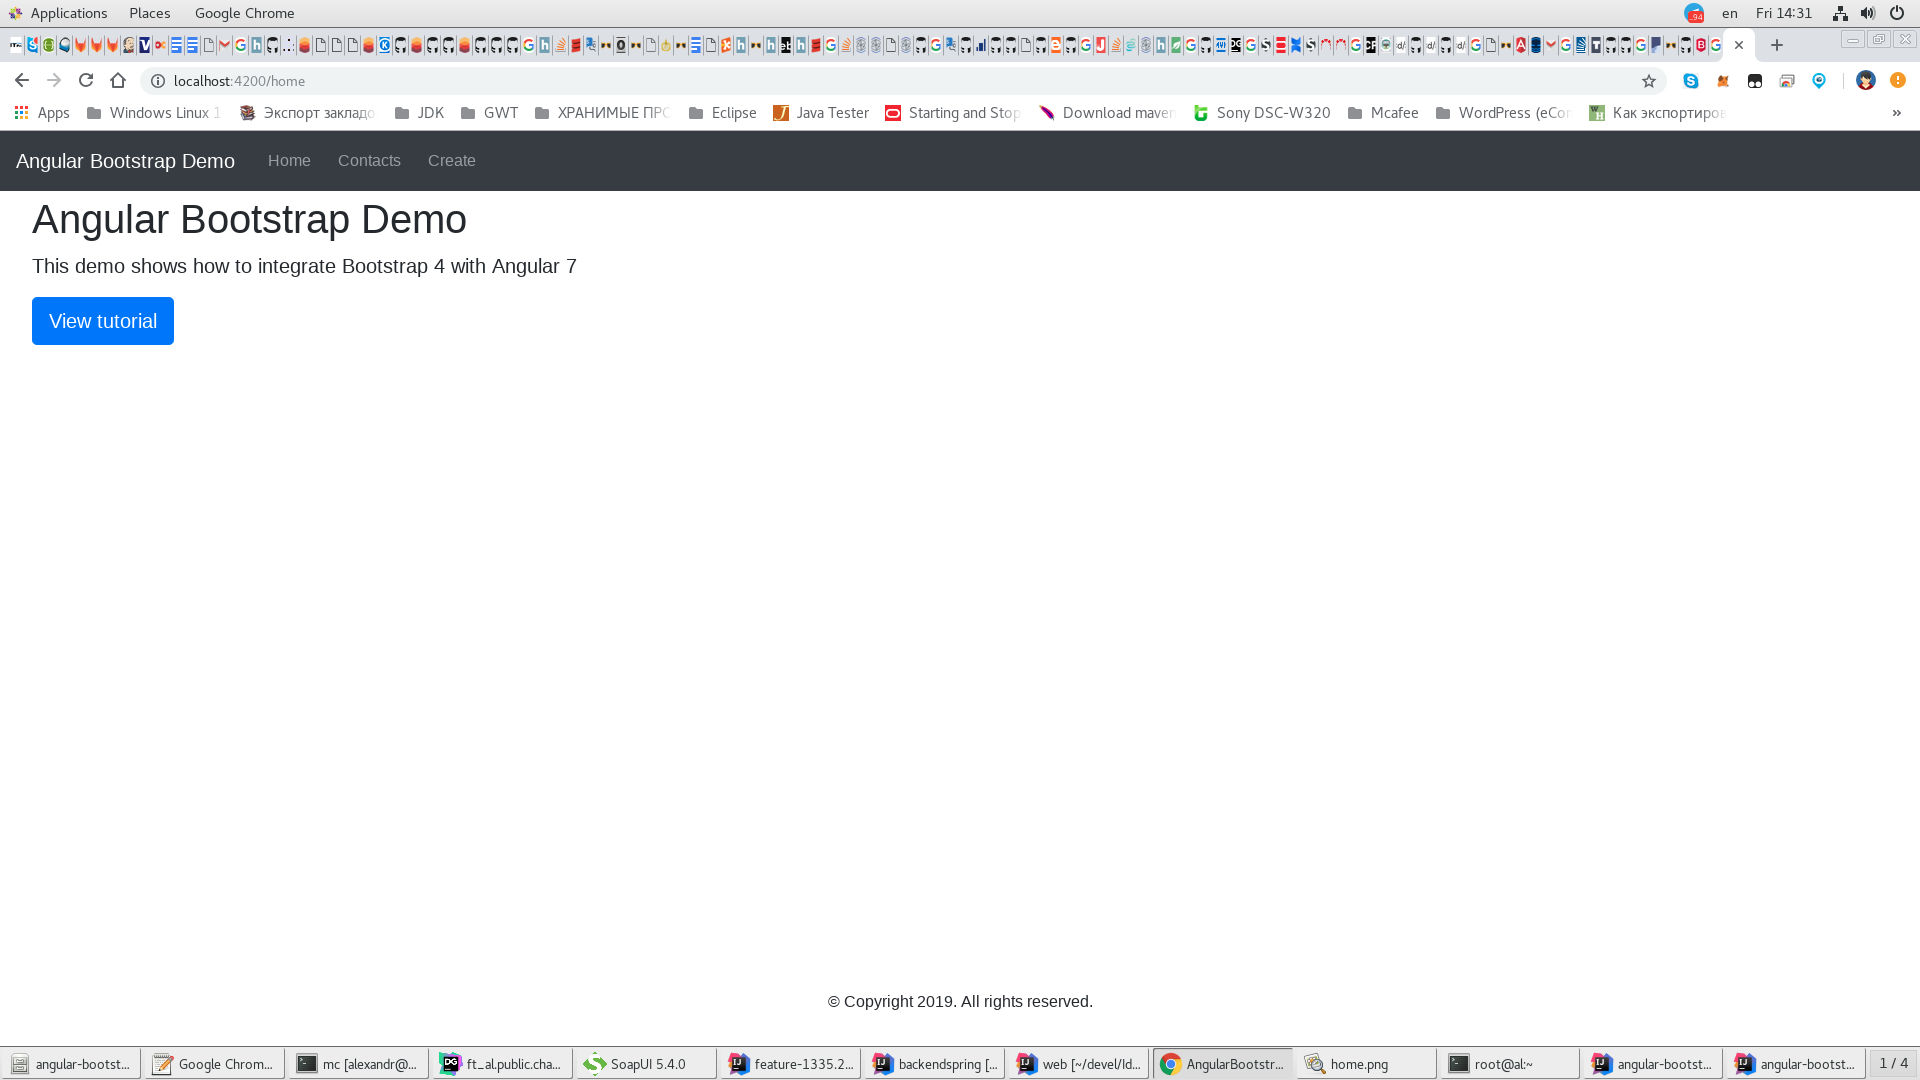 Applications Places Google Chrome
en Fri 14:31
localhost:4200/home
Apps Windows Linux 1 Экспорт закладо JDK GWT ХРАНИМЫЕ ПРО Eclipse Java Tester Starting and Stop Download maven Sony DSC-W320 Mcafee WordPress (eCom Как экспортиров »
Angular Bootstrap Demo Home Contacts Create
Angular Bootstrap Demo
This demo shows how to integrate Bootstrap 4 with Angular 7
View tutorial
© Copyright 2019. All rights reserved.
angular-bootst... Google Chrom... mc [alexandr@... ft_al.public.cha... SoapUI 5.4.0 feature-1335.2... backendspring [... web [~/devel/Id... AngularBootstr... home.png root@al:~ angular-bootst... angular-bootst... 1 / 4